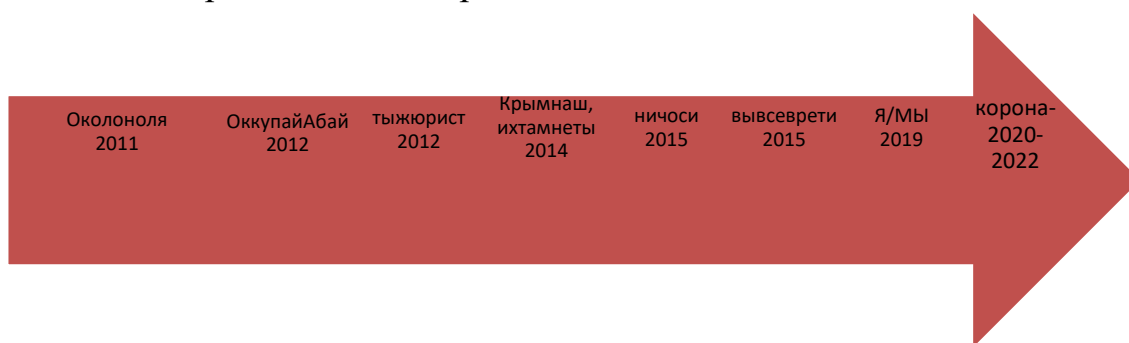 Околоноля
2011
ОккупайАбай
2012
тыжюрист
2012
Крымнаш,
ихтамнеты
2014
ничоси
2015
вывсеврети
2015
Я/МЫ
2019
корона-
2020-
2022